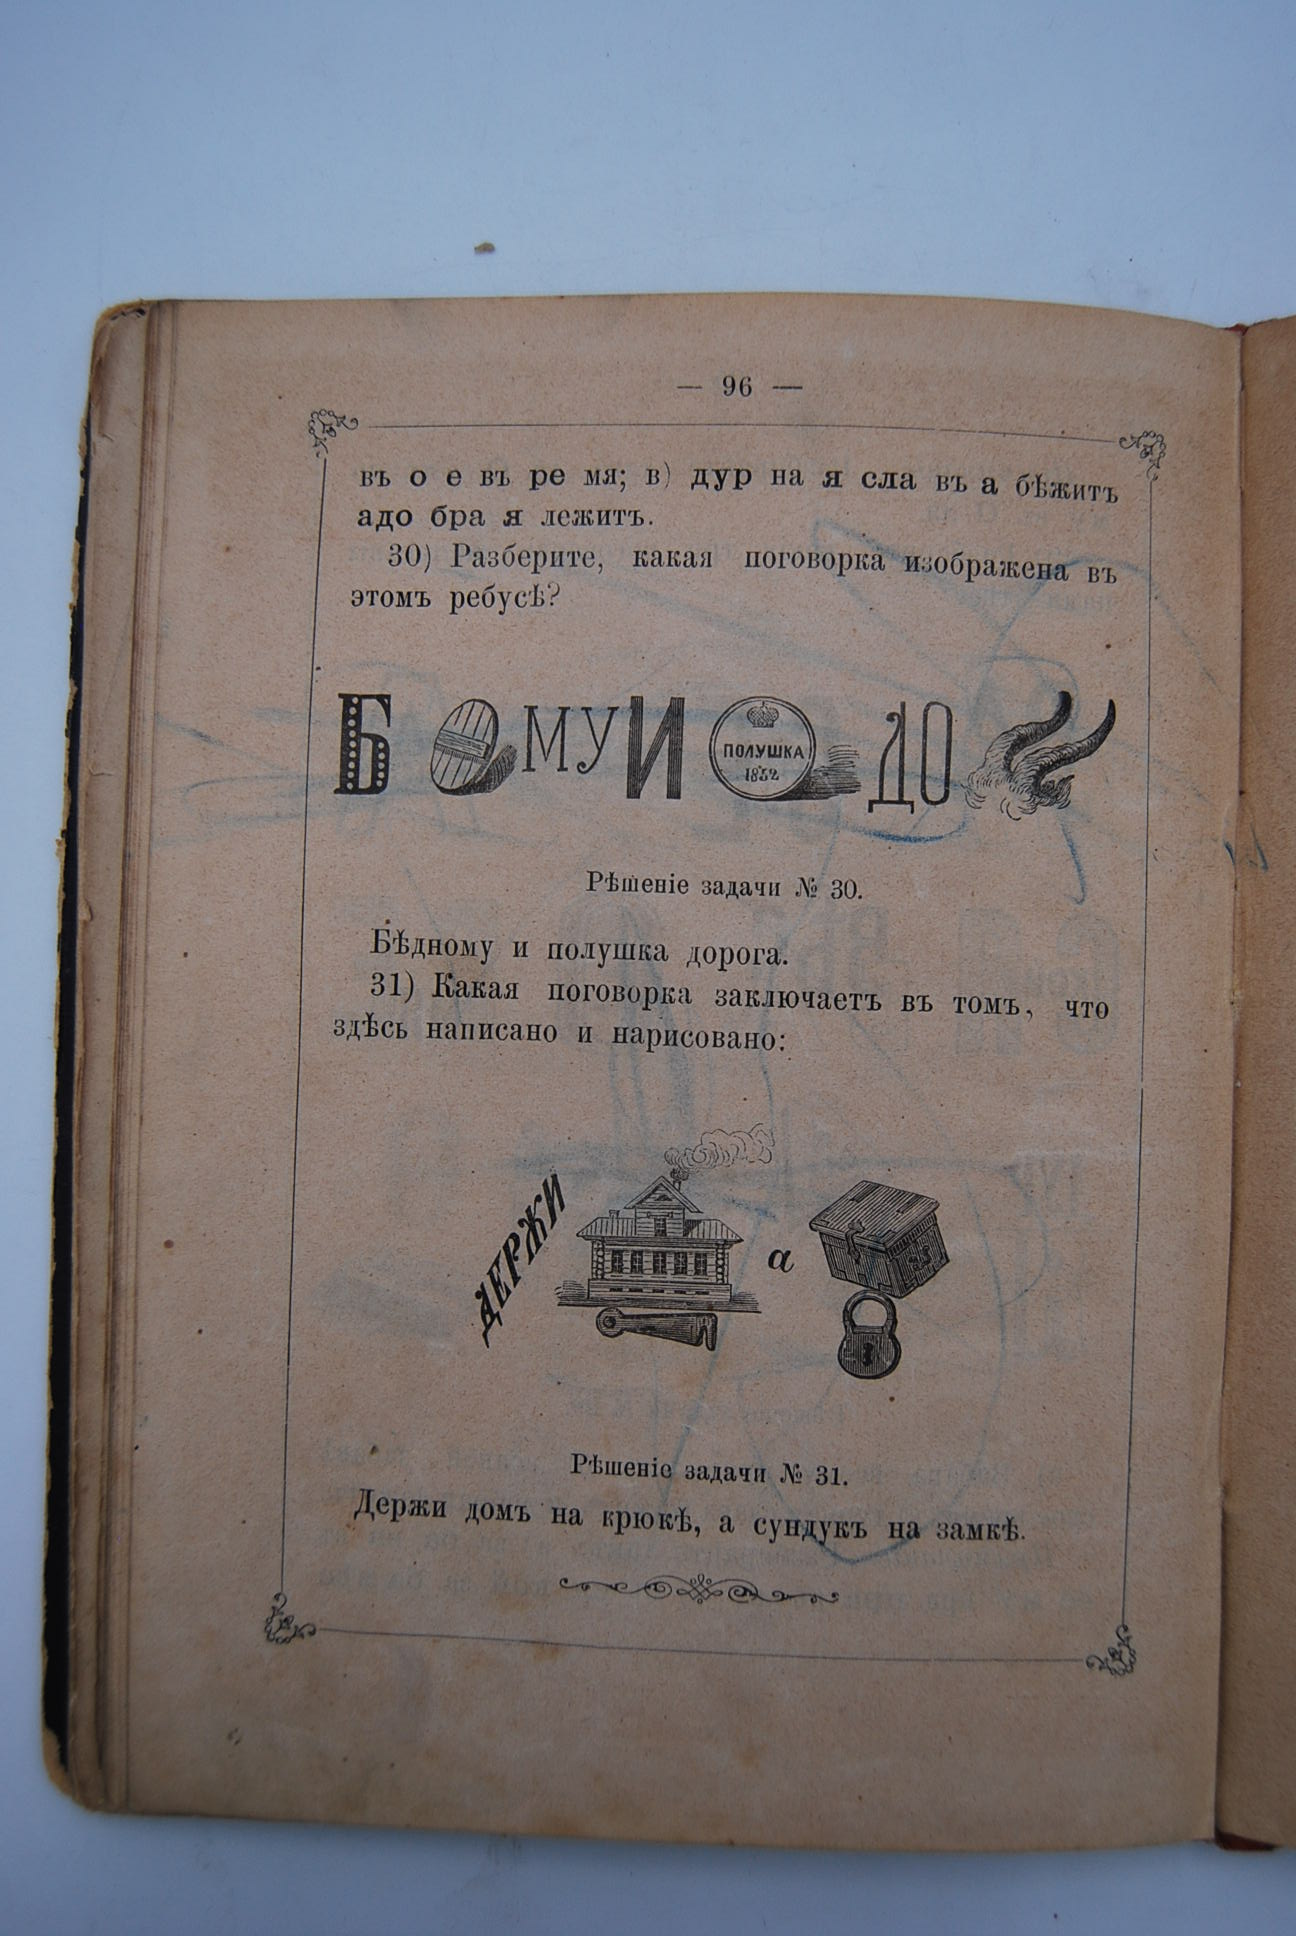 — 96 —
въ о е въ ре мя; в) дур на я сла въ а бѣжитъ
адо бра я лежитъ.
30) Разберите, какая поговорка изображена въ
этомъ ребусѣ?
Б МУ И ПОЛУШКА 1832 ДО
Рѣшеніе задачи № 30.
Бѣдному и полушка дорога.
31) Какая поговорка заключаетъ въ томъ, что
здѣсь написано и нарисовано:
ДЕРЖИ а
Рѣшеніе задачи № 31.
Держи домъ на крюкѣ, а сундукъ на замкѣ.